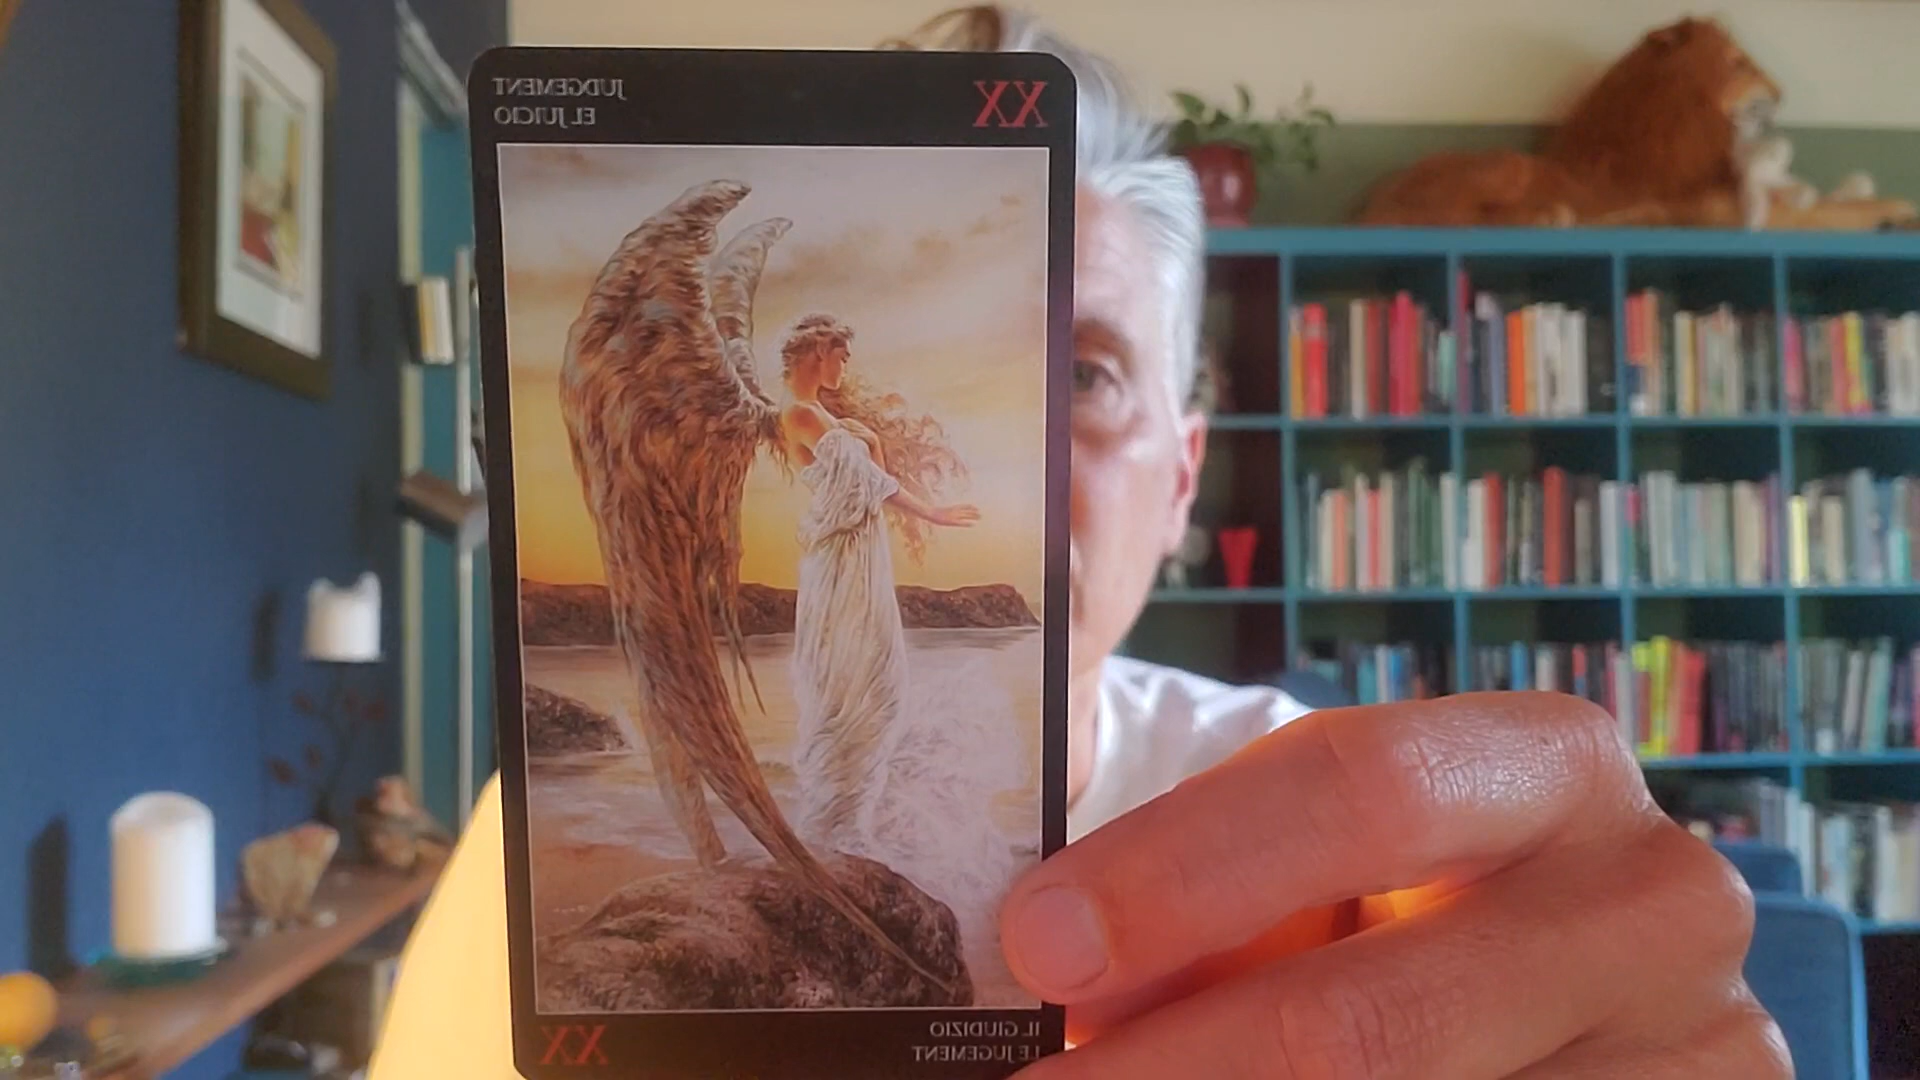 JUDGEMENT
EL JUICIO
XX
XX
IL GIUDIZIO
LE JUGEMENT